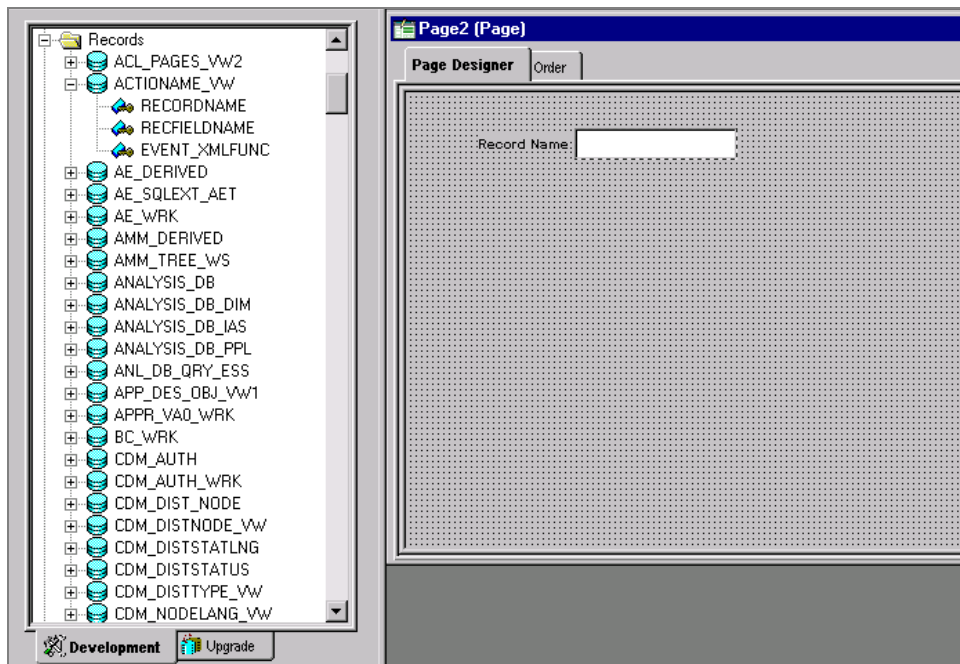 Records
ACL_PAGES_VW2
ACTIONAME_VW
RECORDNAME
RECFIELDNAME
EVENT_XMLFUNC
AE_DERIVED
AE_SQLEXT_AET
AE_WRK
AMM_DERIVED
AMM_TREE_WS
ANALYSIS_DB
ANALYSIS_DB_DIM
ANALYSIS_DB_IAS
ANALYSIS_DB_PPL
ANL_DB_QRY_ESS
APP_DES_OBJ_VW1
APPR_VA0_WRK
BC_WRK
CDM_AUTH
CDM_AUTH_WRK
CDM_DIST_NODE
CDM_DISTNODE_VW
CDM_DISTSTATLNG
CDM_DISTSTATUS
CDM_DISTTYPE_VW
CDM_NODELANG_VW
Development
Upgrade
Page2 (Page)
Page Designer
Order
Record Name: